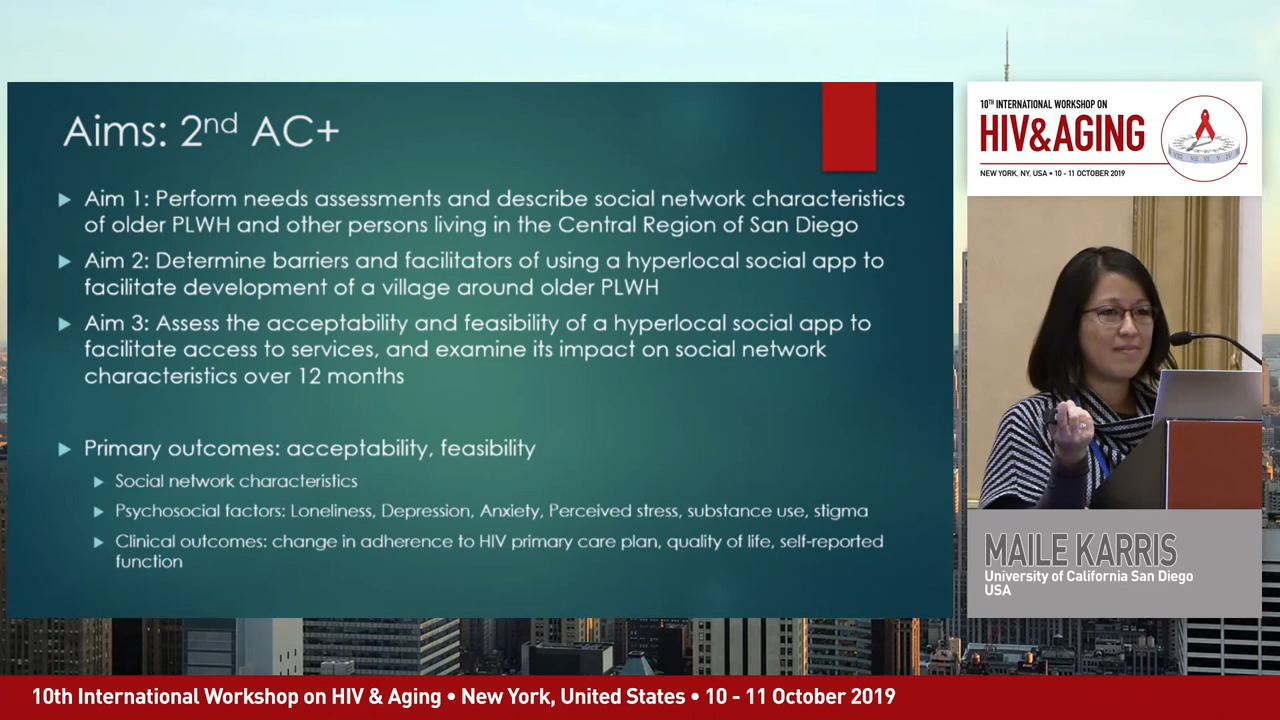 Aims: 2nd AC+
Aim 1: Perform needs assessments and describe social network characteristics
of older PLWH and other persons living in the Central Region of San Diego
Aim 2: Determine barriers and facilitators of using a hyperlocal social app to
facilitate development of a village around older PLWH
Aim 3: Assess the acceptability and feasibility of a hyperlocal social app to
facilitate access to services, and examine its impact on social network
characteristics over 12 months
Primary outcomes: acceptability, feasibility
Social network characteristics
Psychosocial factors: Loneliness, Depression, Anxiety, Perceived stress, substance use, stigma
Clinical outcomes: change in adherence to HIV primary care plan, quality of life, self-reported
function
10TH INTERNATIONAL WORKSHOP ON
HIV&AGING
NEW YORK, NY, USA • 10 - 11 OCTOBER 2019
MAILE KARRIS
University of California San Diego
USA
10th International Workshop on HIV & Aging • New York, United States • 10 - 11 October 2019